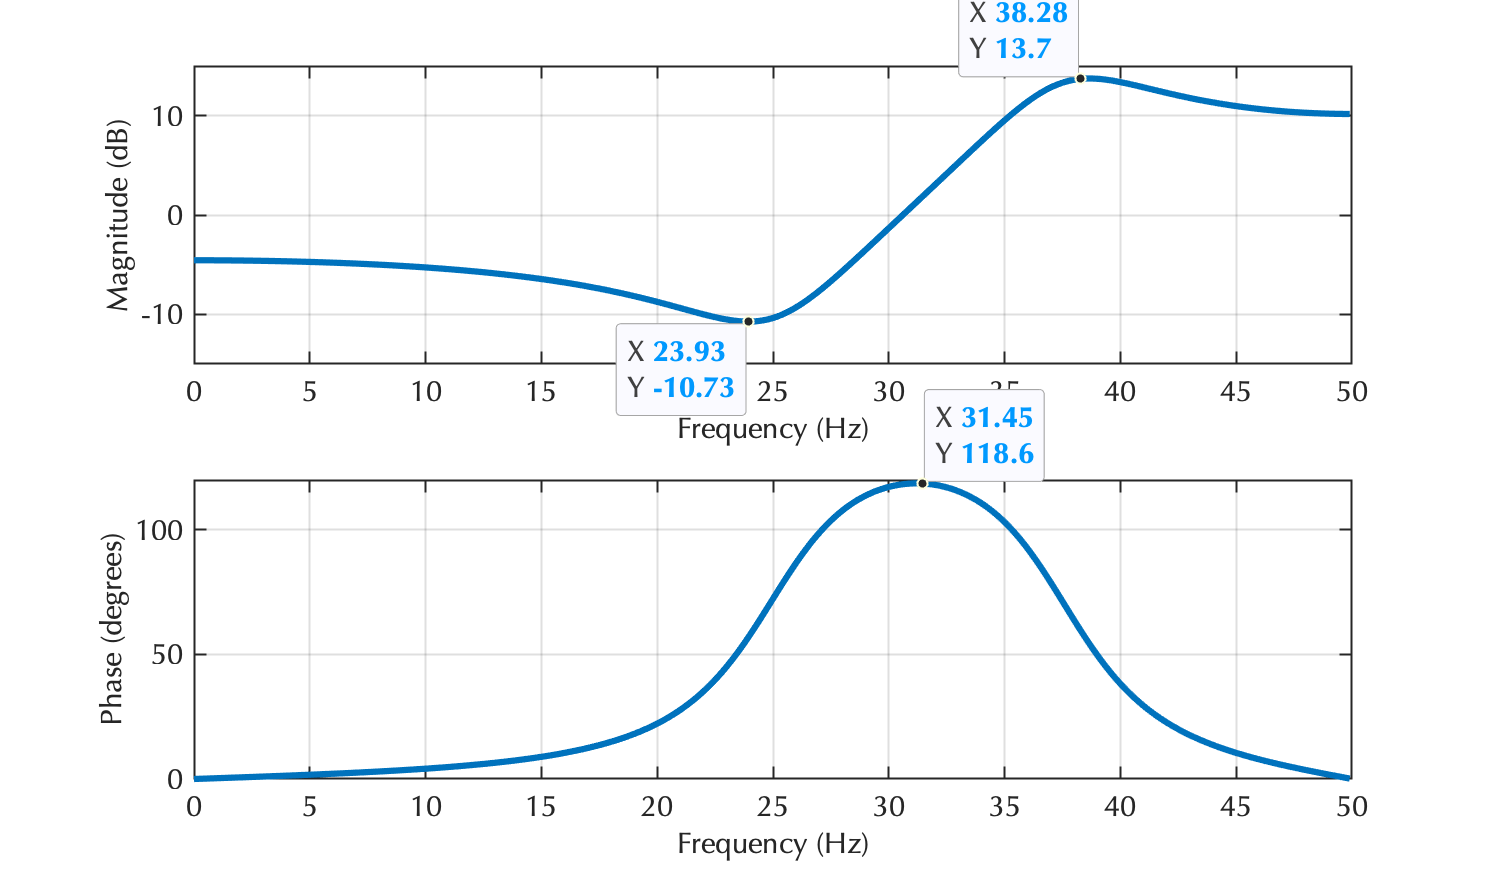 X 38.28
Y 13.7
Magnitude (dB)
10
0
-10
X 23.93
Y -10.73
0 5 10 15 25 30 35 40 45 50
Frequency (Hz)
X 31.45
Y 118.6
Phase (degrees)
100
50
0
0 5 10 15 20 25 30 35 40 45 50
Frequency (Hz)